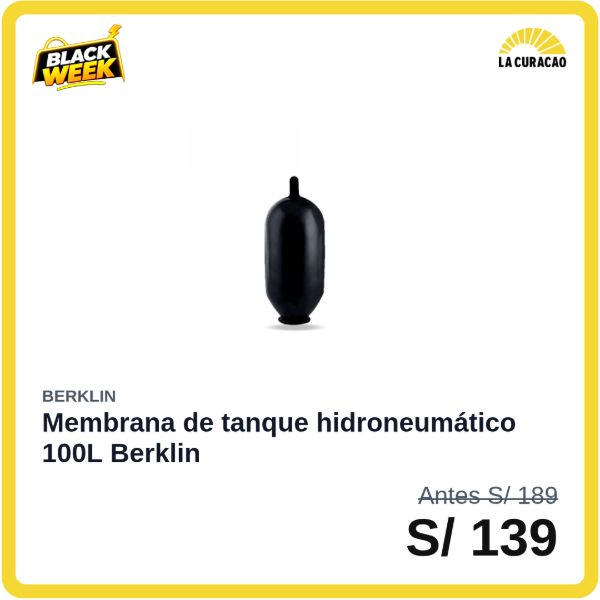 BLACK
WEEK
LA CURACAO
BERKLIN
Membrana de tanque hidroneumático
100L Berklin
Antes S/ 189
S/ 139